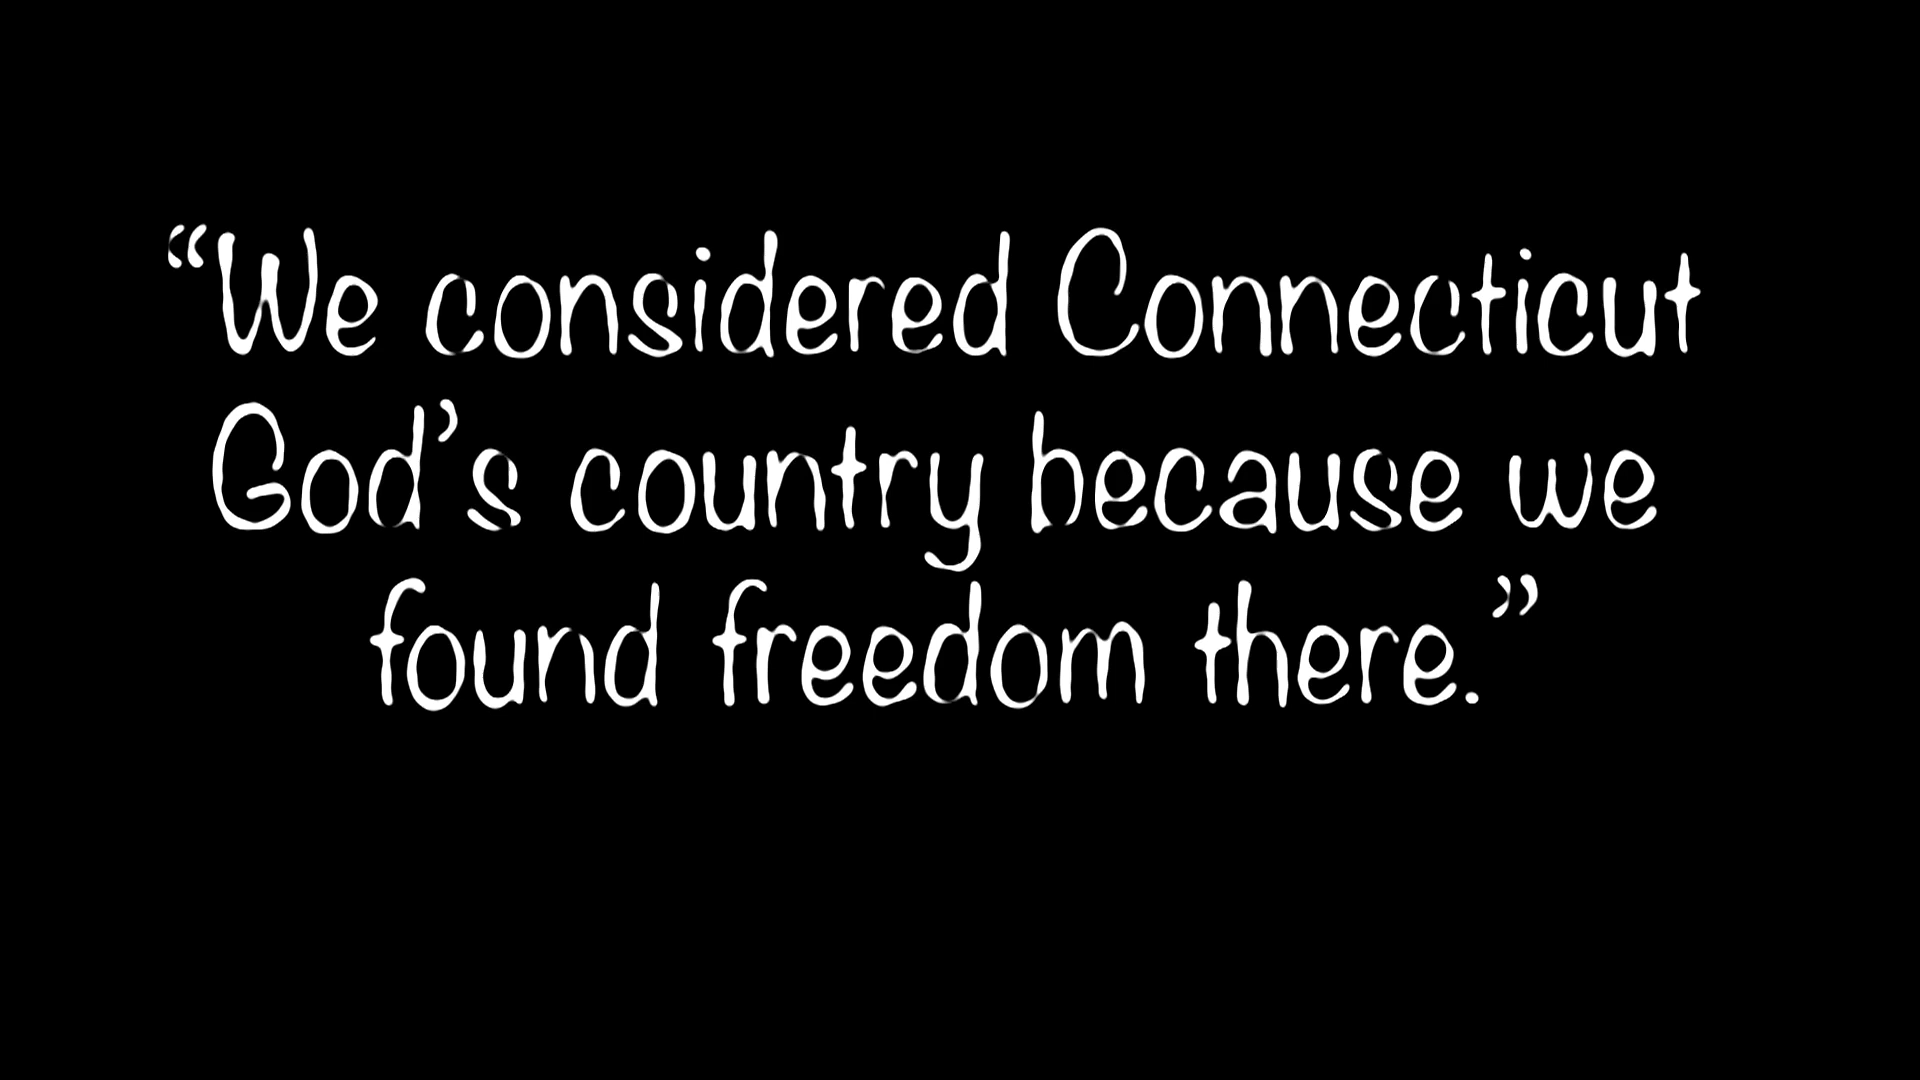 “We considered Connecticut
God’s country because we
found freedom there.”